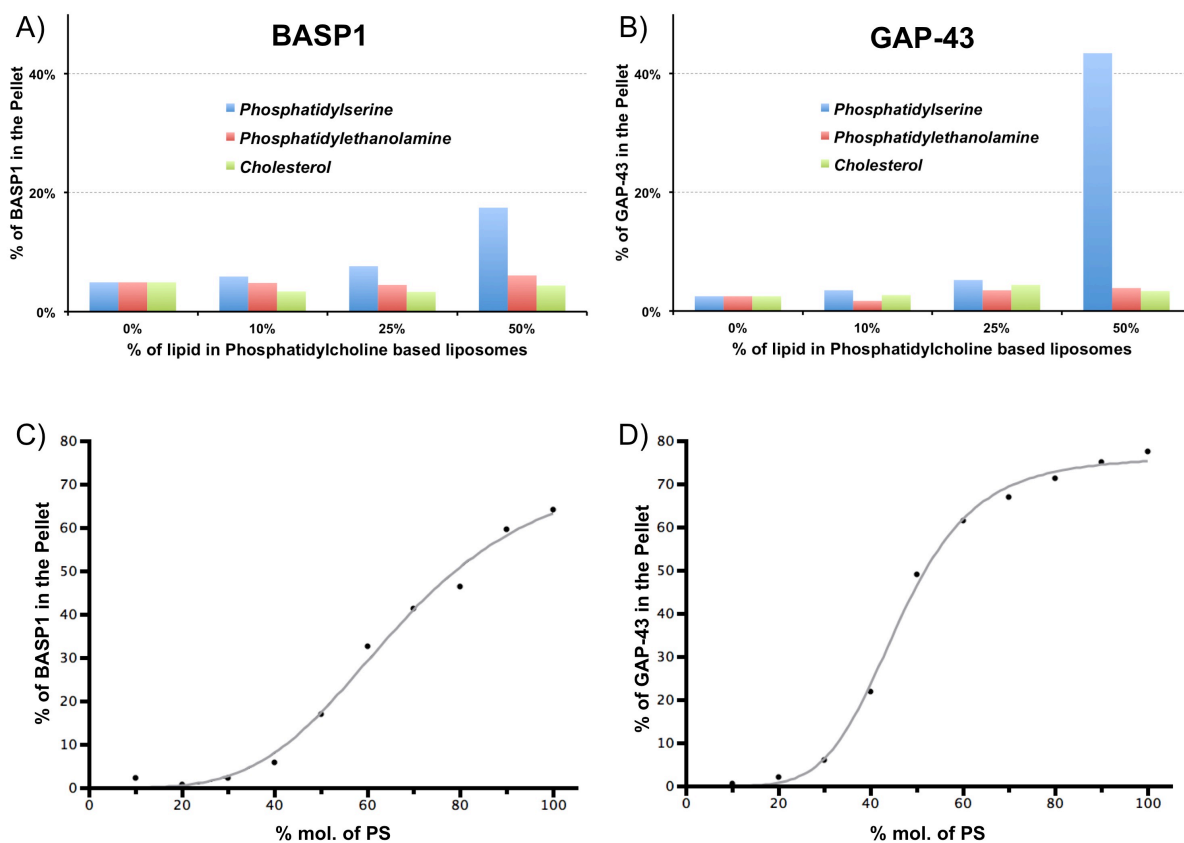 A)
BASP1
% of BASP1 in the Pellet
40%
20%
0%
Phosphatidylserine
Phosphatidylethanolamine
Cholesterol
0% 10% 25% 50%
% of lipid in Phosphatidylcholine based liposomes
B)
GAP-43
% of GAP-43 in the Pellet
40%
20%
0%
Phosphatidylserine
Phosphatidylethanolamine
Cholesterol
0% 10% 25% 50%
% of lipid in Phosphatidylcholine based liposomes
C)
% of BASP1 in the Pellet
80
70
60
50
40
30
20
10
0
0 20 40 60 80 100
% mol. of PS
D)
% of GAP-43 in the Pellet
80
70
60
50
40
30
20
10
0
0 20 40 60 80 100
% mol. of PS